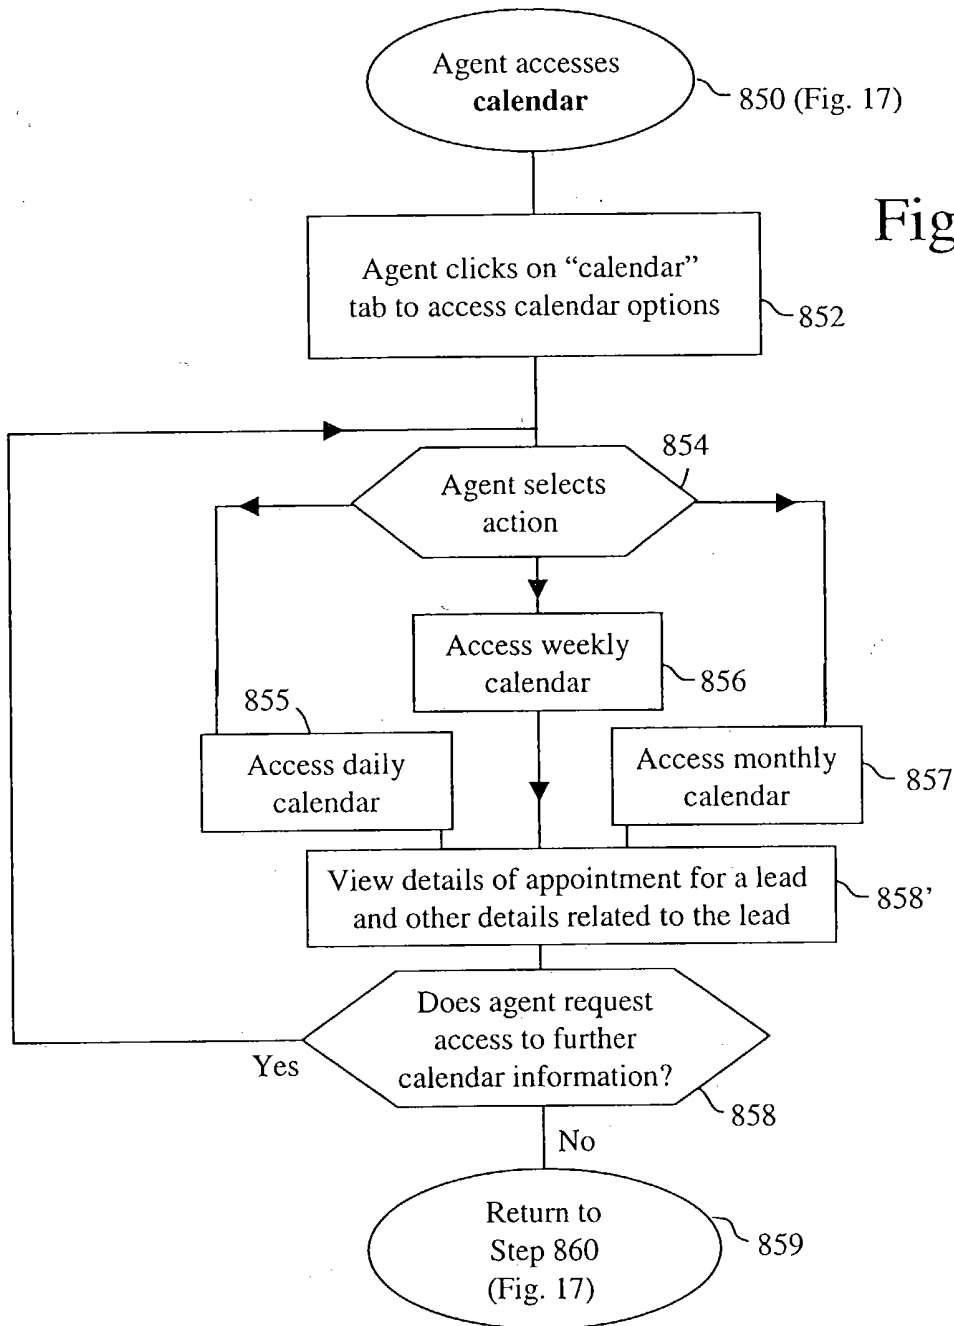 Agent accesses
calendar
850 (Fig. 17)
Fig
Agent clicks on “calendar”
tab to access calendar options
852
854
Agent selects
action
Access weekly
calendar
856
855
Access daily
calendar
Access monthly
calendar
857
View details of appointment for a lead
and other details related to the lead
858’
Does agent request
access to further
calendar information?
Yes
858
No
Return to
Step 860
(Fig. 17)
859